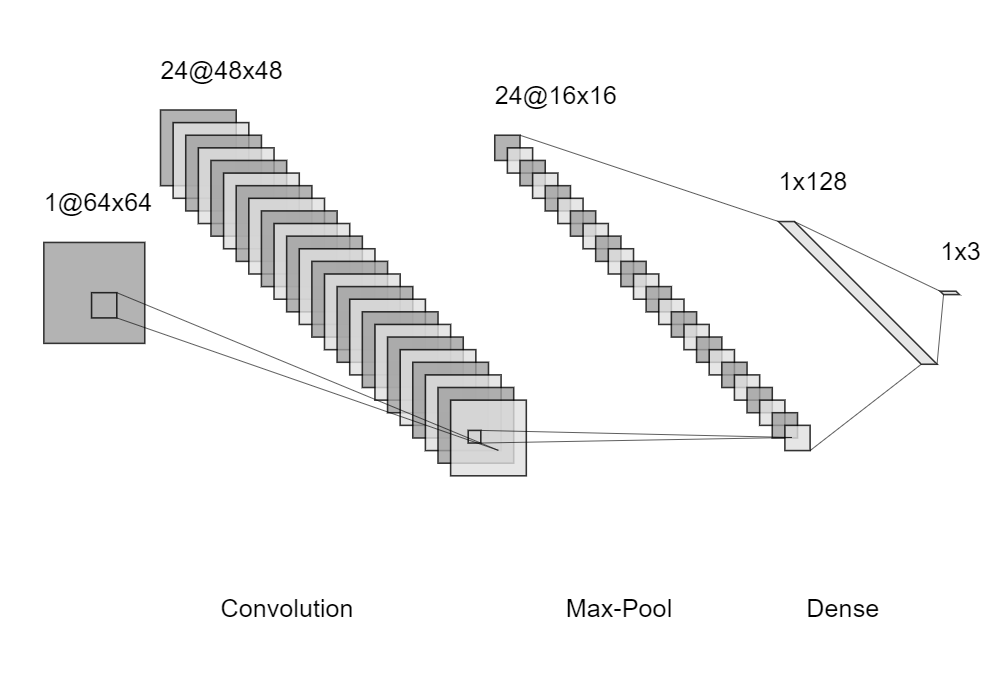 24@48x48
24@16x16
1x128
1@64x64
1x3
Convolution
Max-Pool
Dense